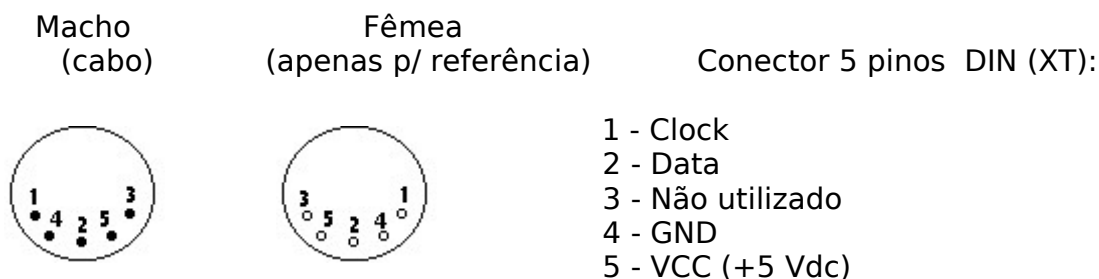 Macho
(cabo)
Fêmea
(apenas p/ referência)
Conector 5 pinos DIN (XT):
1 - Clock
2 - Data
3 - Não utilizado
4 - GND
5 - VCC (+5 Vdc)
1 4 2 5 3
3 5 2 4 1